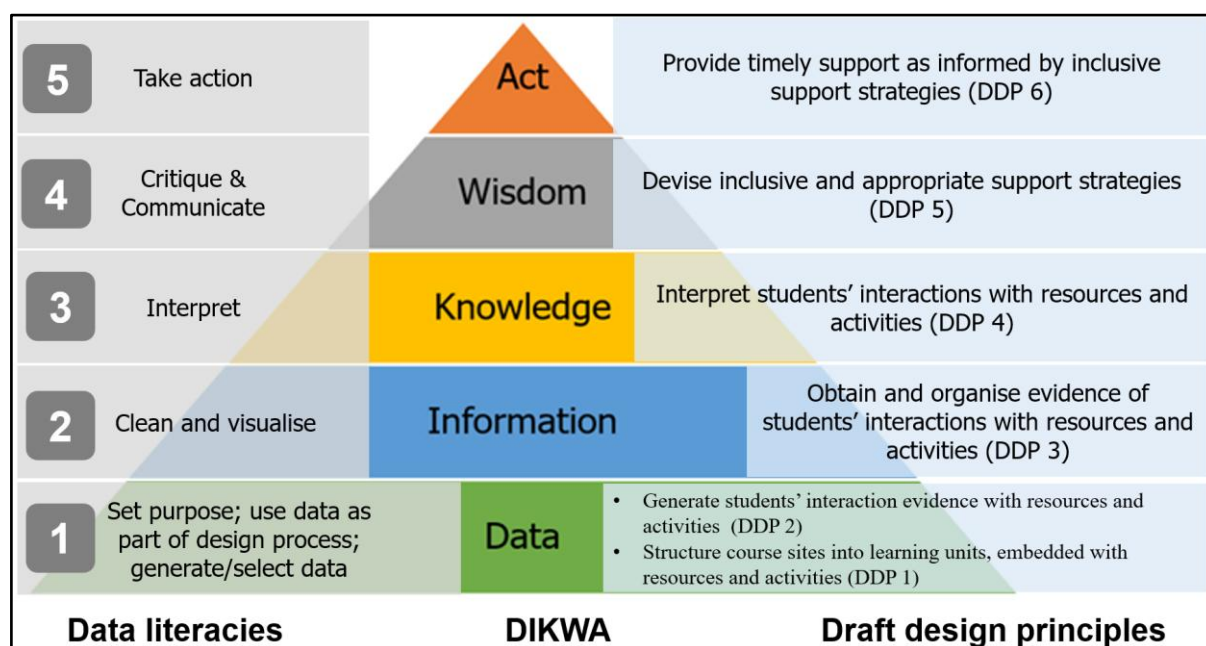 5
Take action
Act
Provide timely support as informed by inclusive
support strategies (DDP 6)
4
Critique &
Communicate
Wisdom
Devise inclusive and appropriate support strategies
(DDP 5)
3
Interpret
Knowledge
Interpret students’ interactions with resources and
activities (DDP 4)
2
Clean and visualise
Information
Obtain and organise evidence of
students’ interactions with resources and
activities (DDP 3)
1
Set purpose; use data as
part of design process;
generate/select data
Data
• Generate students’ interaction evidence with resources and
activities (DDP 2)
• Structure course sites into learning units, embedded with
resources and activities (DDP 1)
Data literacies
DIKWA
Draft design principles